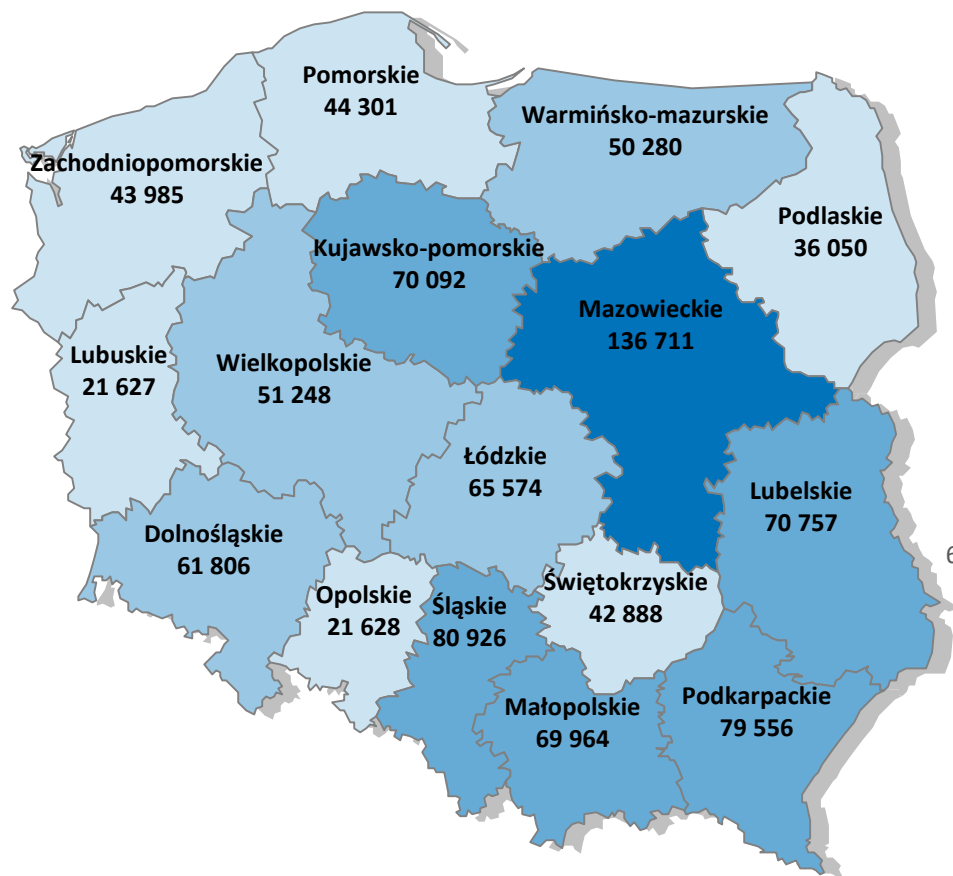 Pomorskie
44 301
Warmińsko-mazurskie
50 280
Zachodniopomorskie
43 985
Podlaskie
36 050
Kujawsko-pomorskie
70 092
Mazowieckie
136 711
Lubuskie
21 627
Wielkopolskie
51 248
Łódzkie
65 574
Lubelskie
70 757
Dolnośląskie
61 806
6
Opolskie
21 628
Śląskie
80 926
Świętokrzyskie
42 888
Małopolskie
69 964
Podkarpackie
79 556